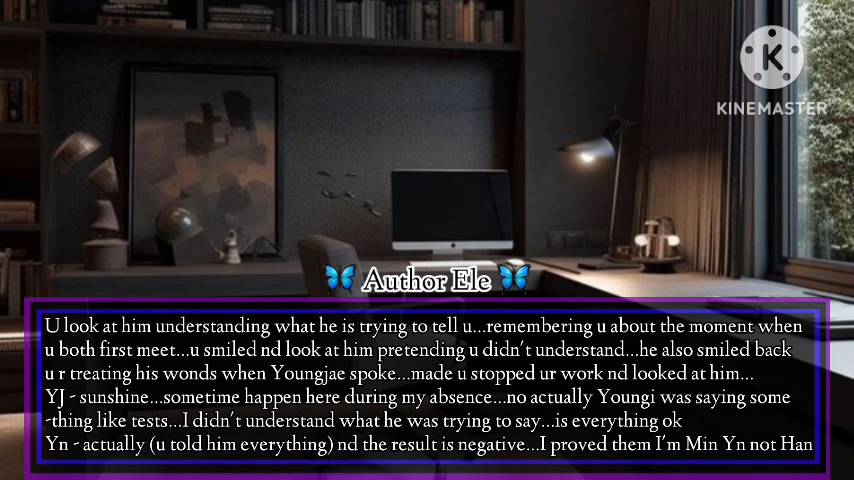 KINEMASTER
🦋 Author Ele 🦋
U look at him understanding what he is trying to tell u...remembering u about the moment when
u both first meet...u smiled nd look at him pretending u didn't understand...he also smiled back
u r treating his wonds when Youngjae spoke...made u stopped ur work nd looked at him...
YJ - sunshine...sometime happen here during my absence...no actually Youngi was saying some
-thing like tests...I didn't understand what he was trying to say...is everything ok
Yn - actually (u told him everything) nd the result is negative...I proved them I'm Min Yn not Han